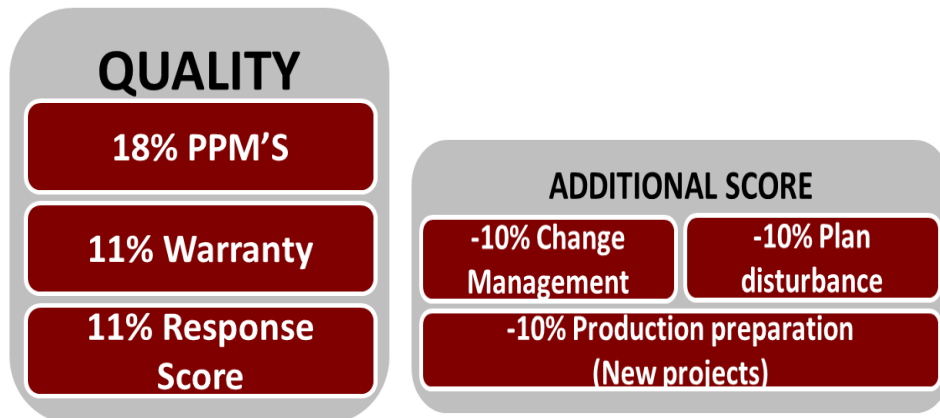 QUALITY
18% PPM’S
11% Warranty
11% Response
Score
ADDITIONAL SCORE
-10% Change
Management
-10% Plan
disturbance
-10% Production preparation
(New projects)